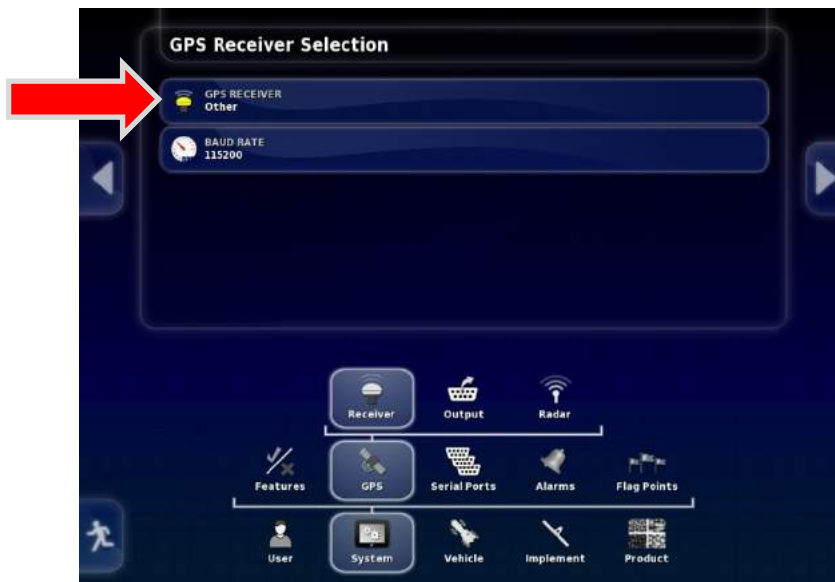 GPS Receiver Selection
GPS RECEIVER
Other
BAUD RATE
115200
Receiver
Output
Radar
Features
GPS
Serial Ports
Alarms
Flag Points
User
System
Vehicle
Implement
Product